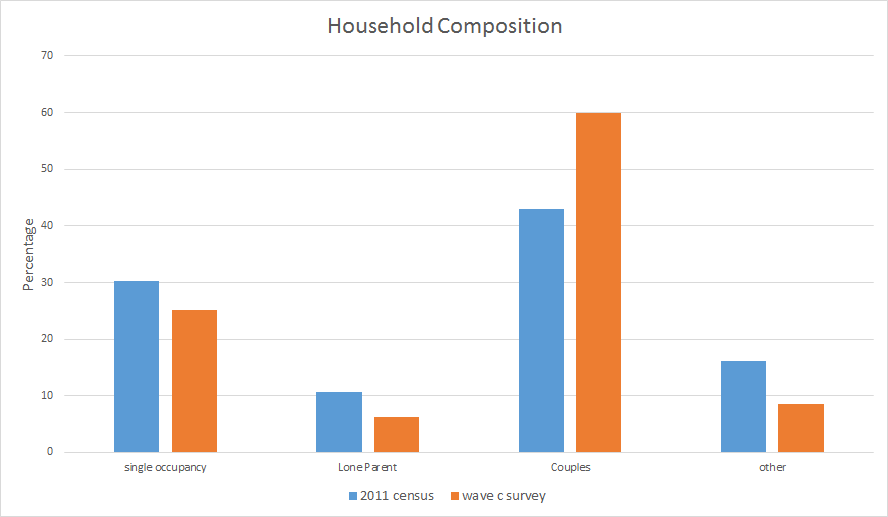 Household Composition
70
60
50
40
30
20
10
0
Percentage
single occupancy
Lone Parent
Couples
other
2011 census
wave c survey